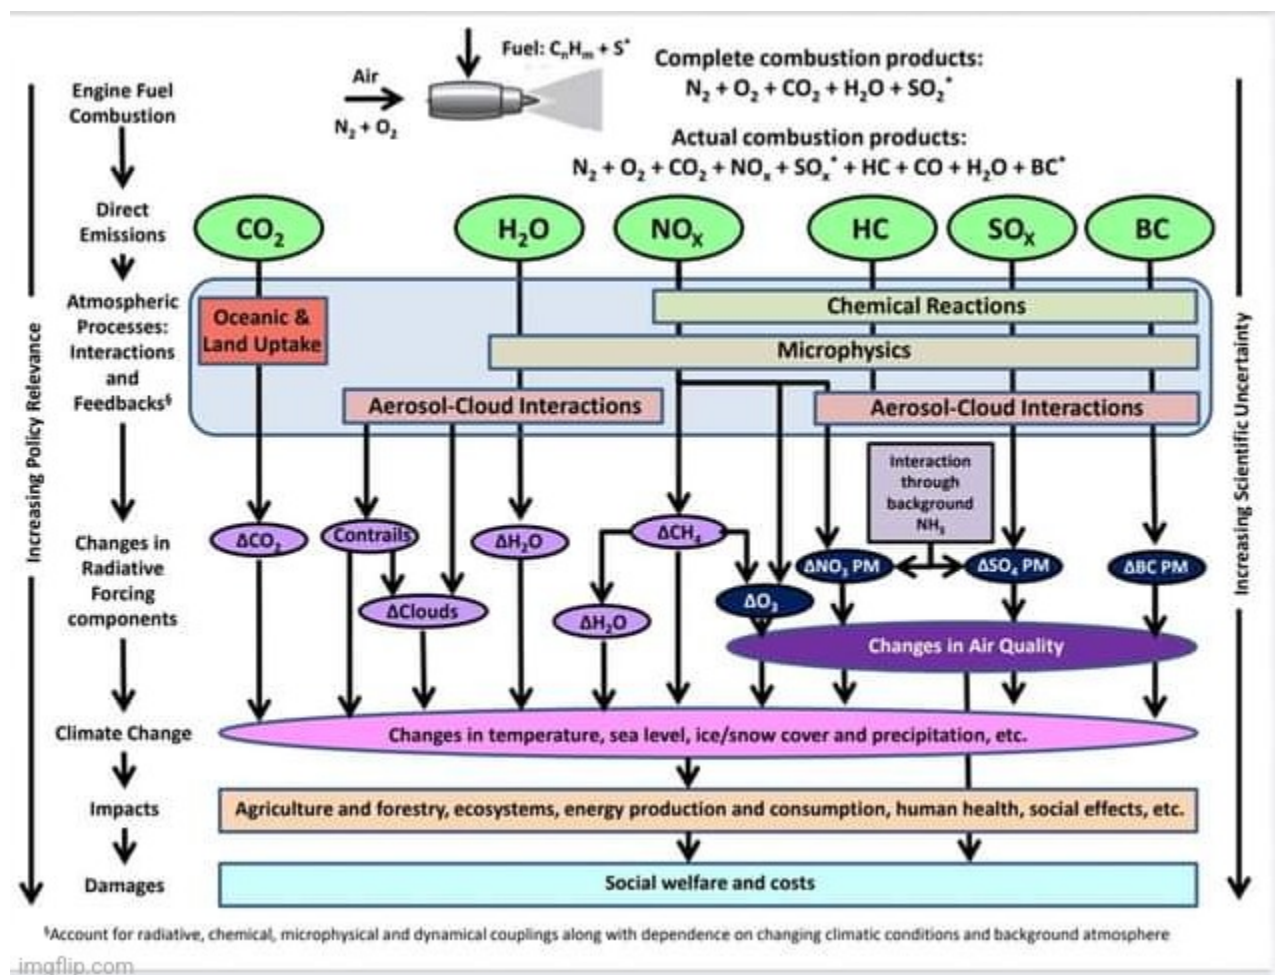 Fuel: CₙHₘ + S*
Air
N₂ + O₂
Complete combustion products:
N₂ + O₂ + CO₂ + H₂O + SO₂*
Actual combustion products:
N₂ + O₂ + CO₂ + NOₓ + SOₓ* + HC + CO + H₂O + BC*
Engine Fuel
Combustion
Direct
Emissions
CO₂
H₂O
NOₓ
HC
SOₓ
BC
Atmospheric
Processes:
Interactions
and
Feedbacks§
Oceanic &
Land Uptake
Chemical Reactions
Microphysics
Aerosol-Cloud Interactions
Aerosol-Cloud Interactions
Interaction
through
background
NH₃
Changes in
Radiative
Forcing
components
ΔCO₂
Contrails
ΔClouds
ΔH₂O
ΔCH₄
ΔH₂O
ΔO₃
ΔNO₃ PM
ΔSO₄ PM
ΔBC PM
Changes in Air Quality
Climate Change
Changes in temperature, sea level, ice/snow cover and precipitation, etc.
Impacts
Agriculture and forestry, ecosystems, energy production and consumption, human health, social effects, etc.
Damages
Social welfare and costs
Increasing Policy Relevance
Increasing Scientific Uncertainty
§Account for radiative, chemical, microphysical and dynamical couplings along with dependence on changing climatic conditions and background atmosphere
imgflip.com